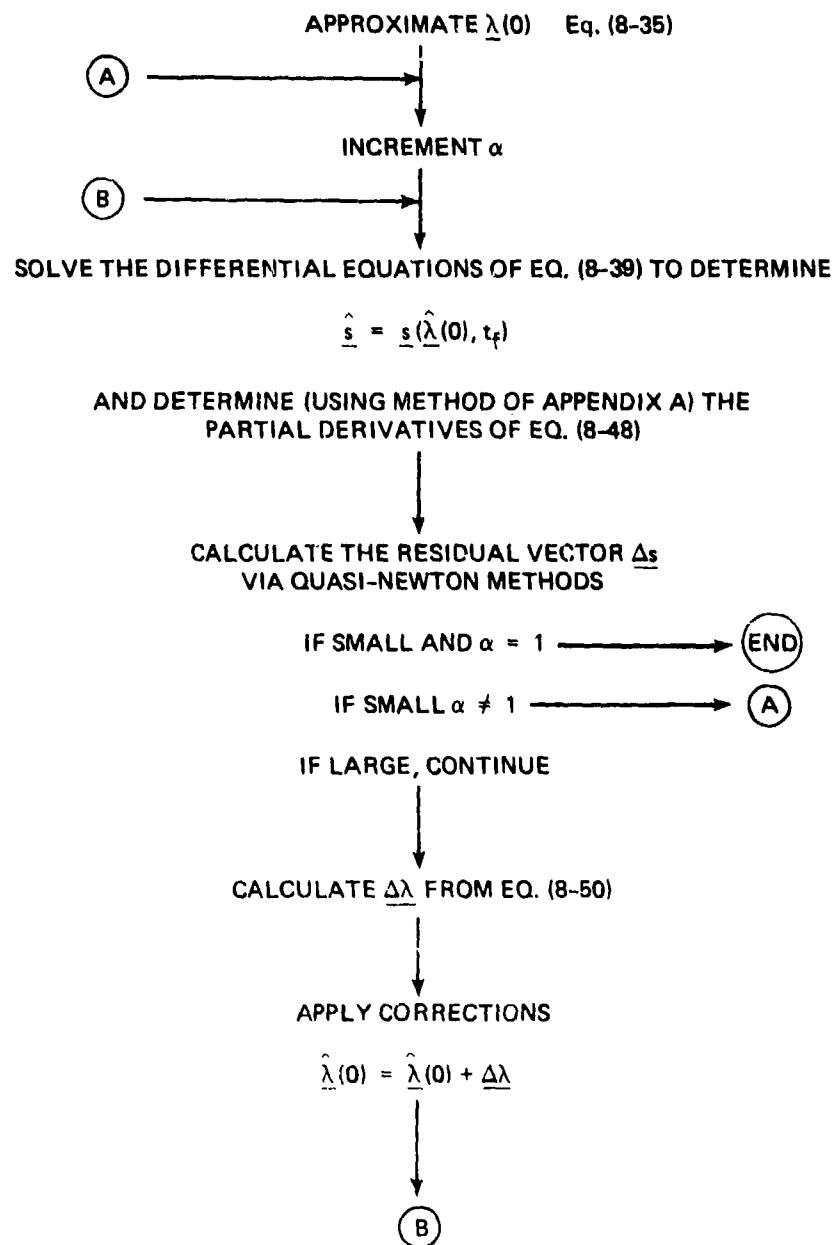 APPROXIMATE λ(0) Eq. (8-35)
A
INCREMENT α
B
SOLVE THE DIFFERENTIAL EQUATIONS OF EQ. (8-39) TO DETERMINE
ŝ = s(λ̂(0), t_f)
AND DETERMINE (USING METHOD OF APPENDIX A) THE
PARTIAL DERIVATIVES OF EQ. (8-48)
CALCULATE THE RESIDUAL VECTOR Δs
VIA QUASI-NEWTON METHODS
IF SMALL AND α = 1 END
IF SMALL α ≠ 1 A
IF LARGE, CONTINUE
CALCULATE Δλ FROM EQ. (8-50)
APPLY CORRECTIONS
λ̂(0) = λ̂(0) + Δλ
B